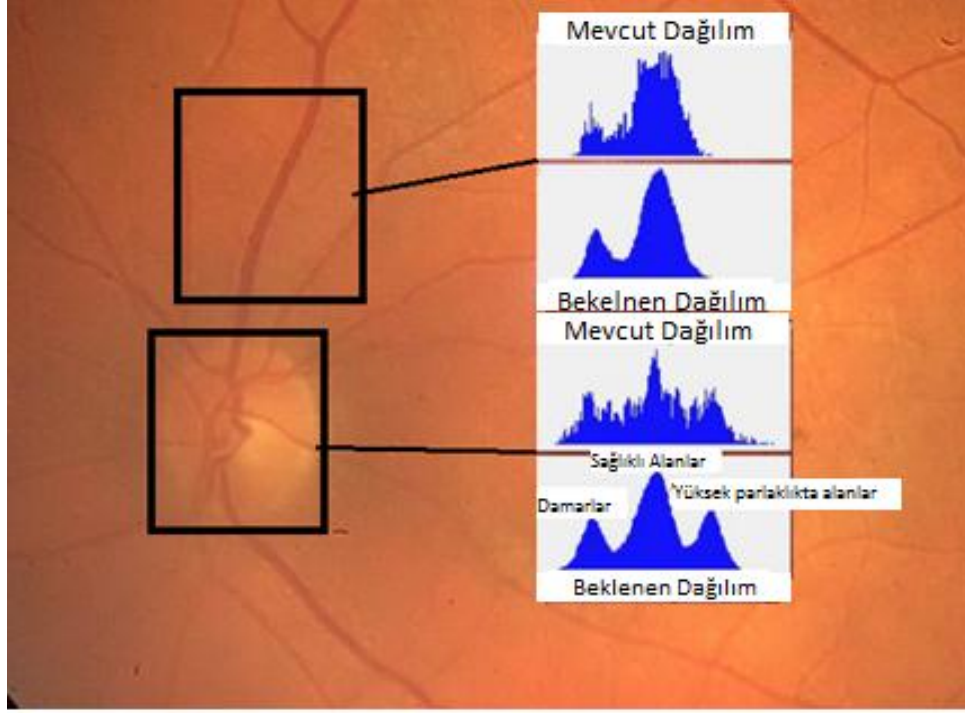 Mevcut Dağılım
Bekelnen Dağılım
Mevcut Dağılım
Sağlıklı Alanlar
Yüksek parlaklıkta alanlar
Damarlar
Beklenen Dağılım